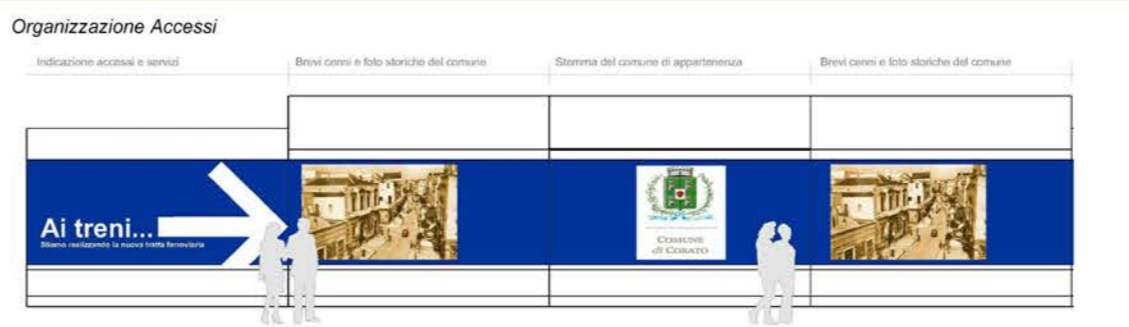 Organizzazione Accessi
Indicazione accessi e servizi
Brevi cenni e foto storiche del comune
Stemma del comune di appartenenza
Brevi cenni e foto storiche del comune
Ai treni...
Stiamo realizzando la nuova tratta ferroviaria
COMUNE
di CORATO